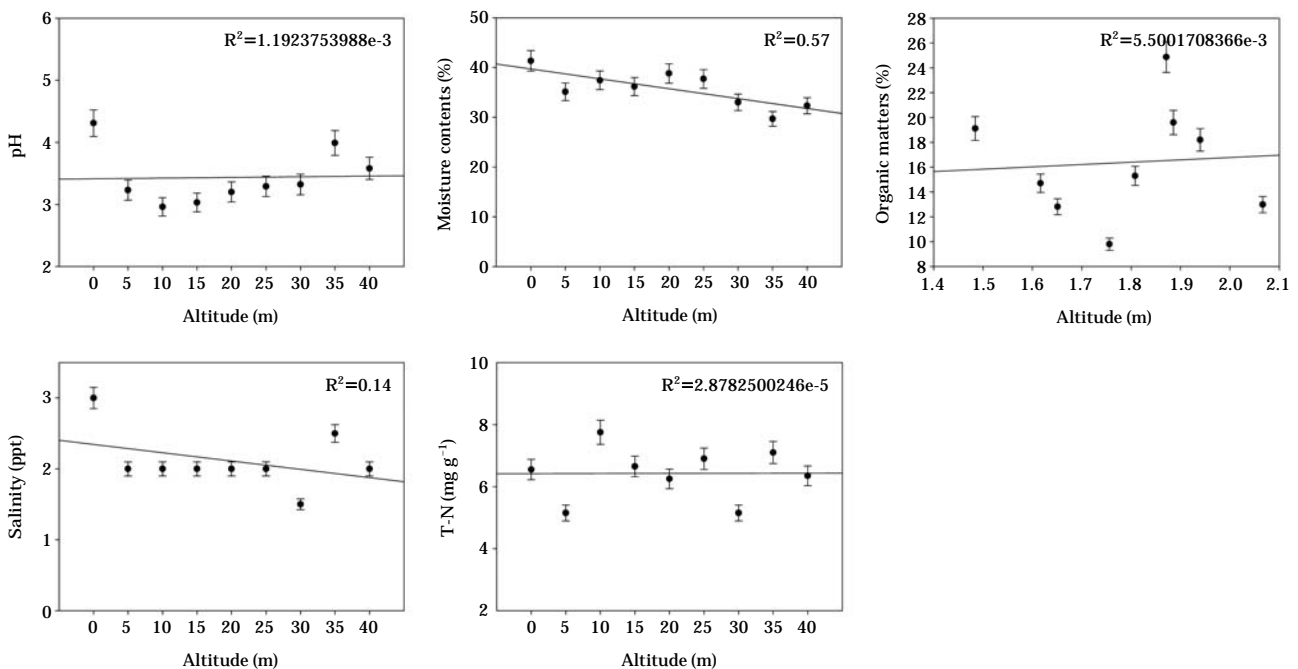 R²=1.1923753988e-3
6
5
4
3
2
pH
0 5 10 15 20 25 30 35 40
Altitude (m)
R²=0.57
50
40
30
20
10
0
Moisture contents (%)
0 5 10 15 20 25 30 35 40
Altitude (m)
R²=5.5001708366e-3
28
26
24
22
20
18
16
14
12
10
8
Organic matters (%)
1.4 1.5 1.6 1.7 1.8 1.9 2.0 2.1
Altitude (m)
R²=0.14
3
2
1
0
Salinity (ppt)
0 5 10 15 20 25 30 35 40
Altitude (m)
R²=2.8782500246e-5
10
8
6
4
2
T-N (mg g⁻¹)
0 5 10 15 20 25 30 35 40
Altitude (m)